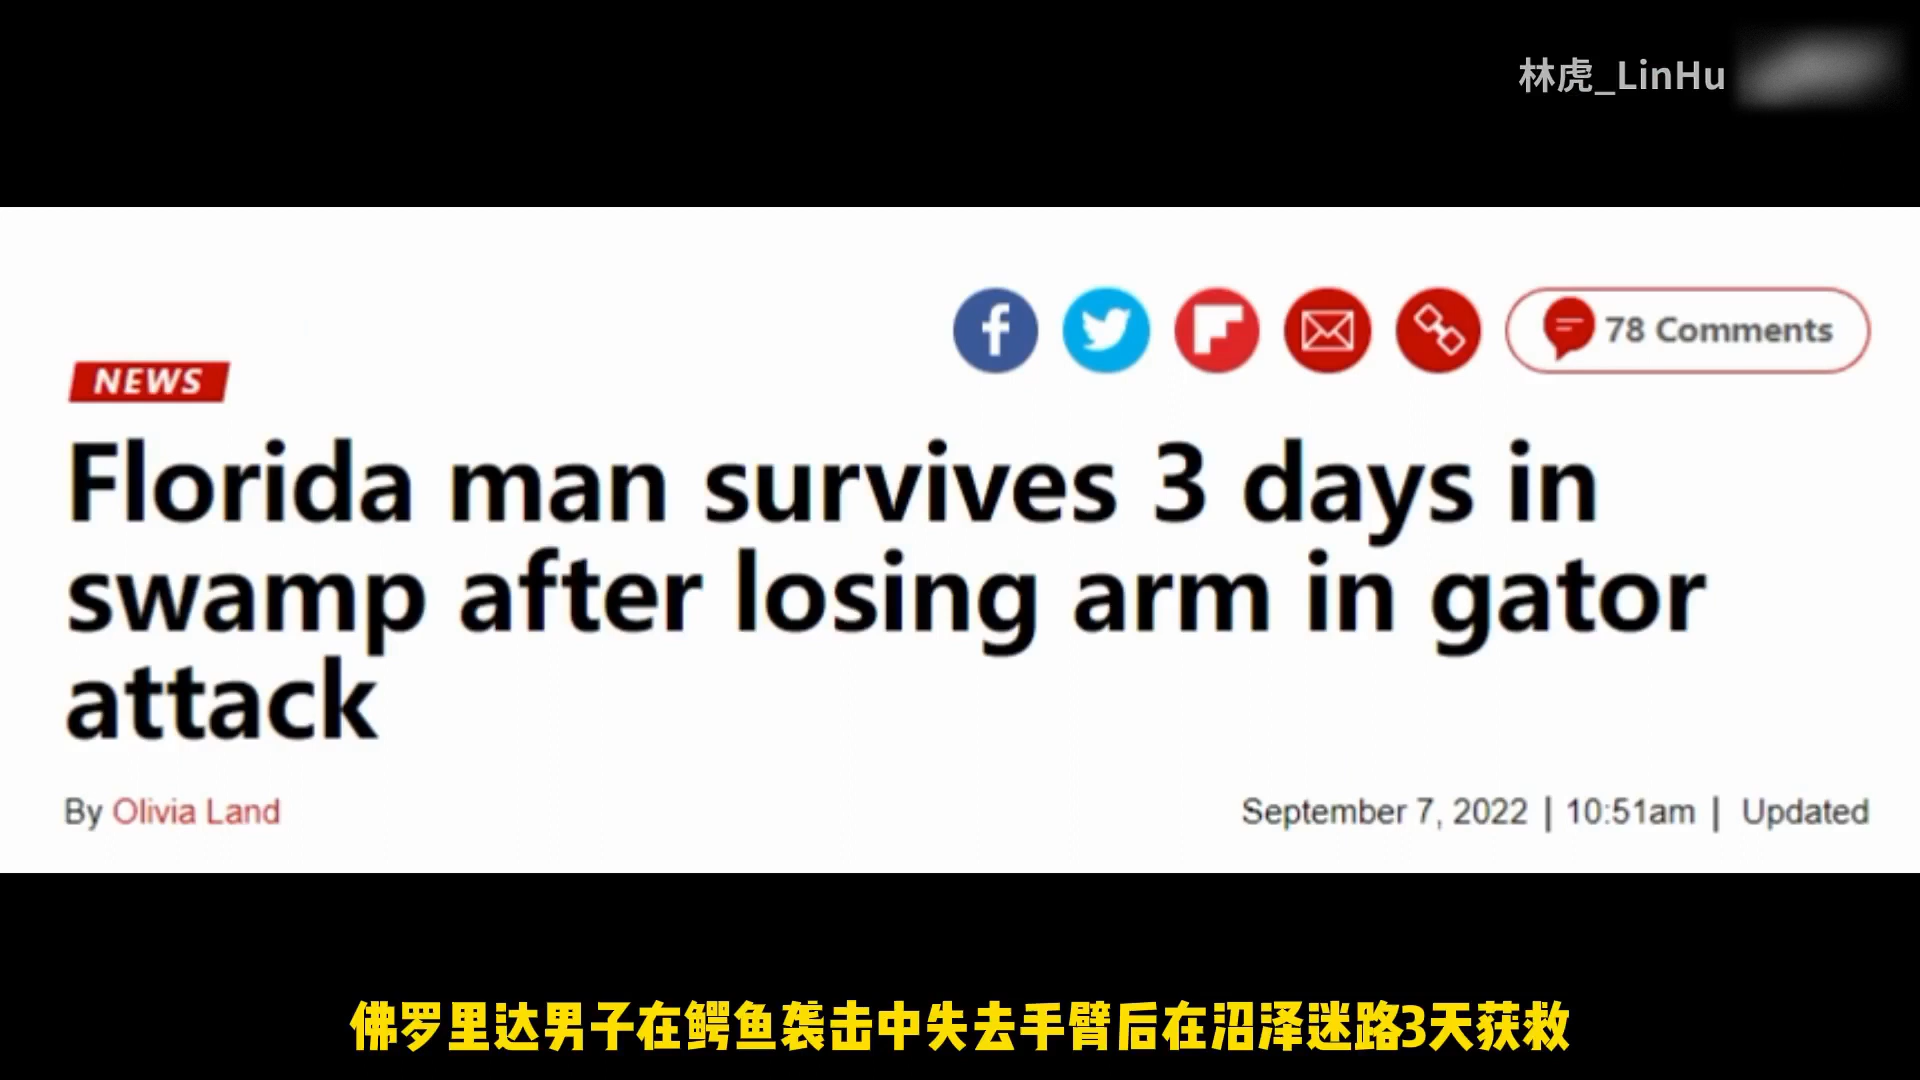 林虎_LinHu
78 Comments
NEWS
Florida man survives 3 days in
swamp after losing arm in gator
attack
By Olivia Land
September 7, 2022 | 10:51am | Updated
佛罗里达男子在鳄鱼袭击中失去手臂后在沼泽迷路3天获救